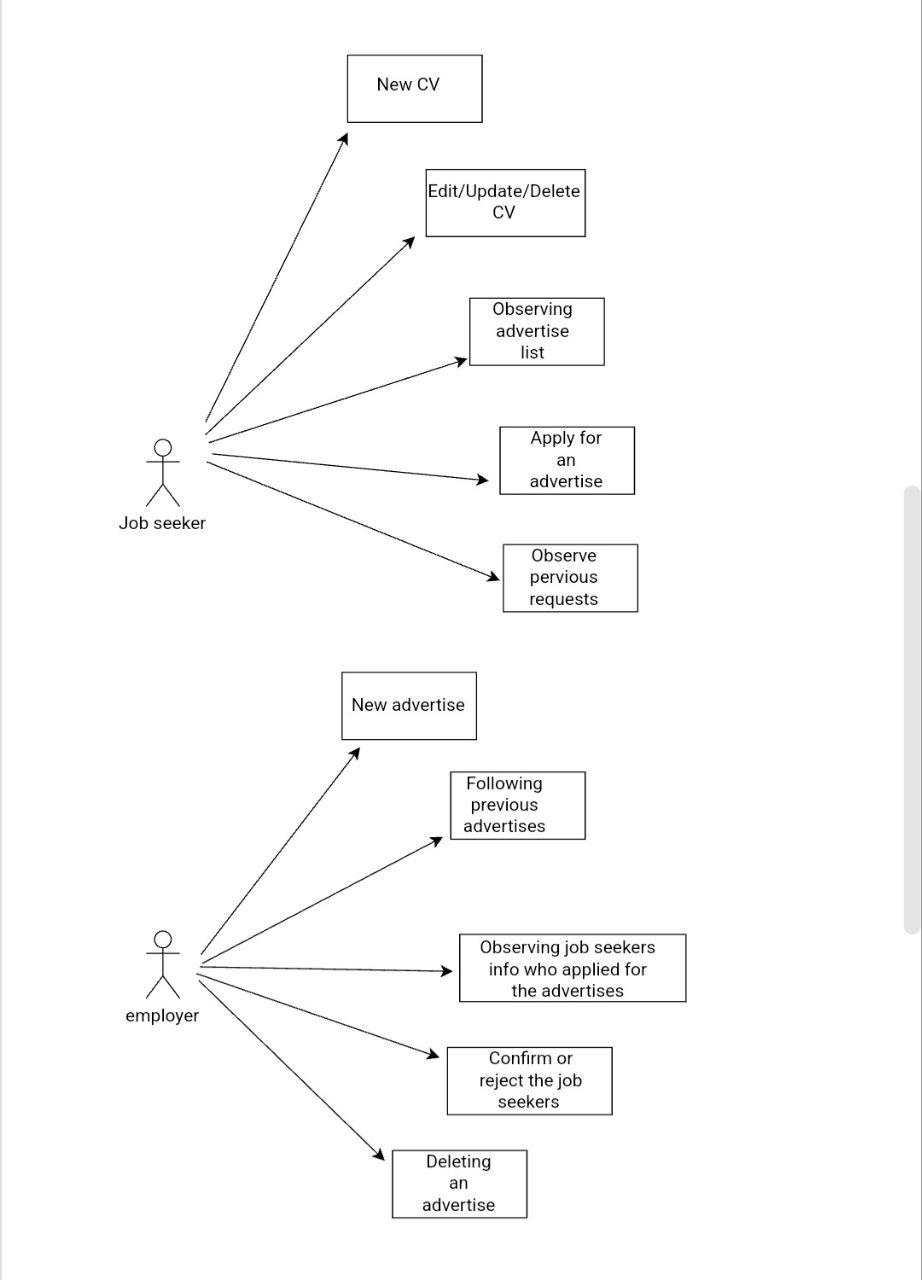 New CV
Edit/Update/Delete
CV
Observing
advertise
list
Apply for
an
advertise
Job seeker
Observe
pervious
requests
New advertise
Following
previous
advertises
Observing job seekers
info who applied for
the advertises
employer
Confirm or
reject the job
seekers
Deleting
an
advertise